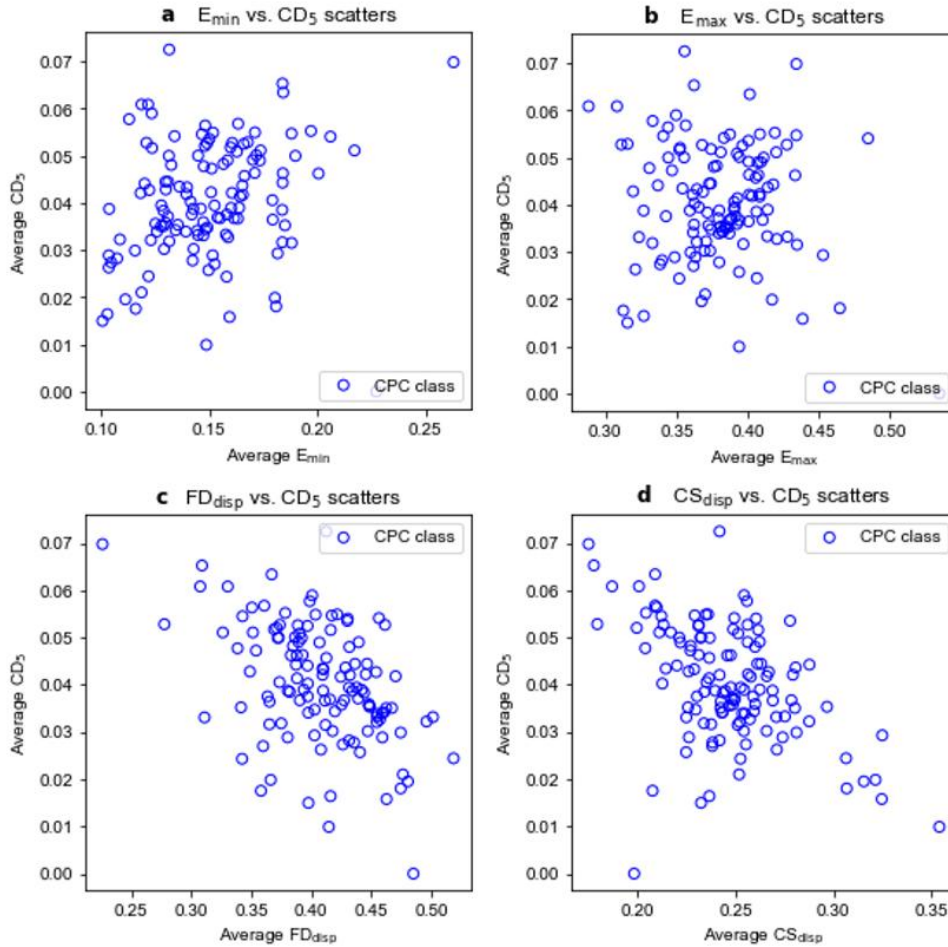 a E_min vs. CD_5 scatters
Average CD_5
0.07
0.06
0.05
0.04
0.03
0.02
0.01
0.00
CPC class
0.10 0.15 0.20 0.25
Average E_min
b E_max vs. CD_5 scatters
Average CD_5
0.07
0.06
0.05
0.04
0.03
0.02
0.01
0.00
CPC class
0.30 0.35 0.40 0.45 0.50
Average E_max
c FD_disp vs. CD_5 scatters
CPC class
Average CD_5
0.07
0.06
0.05
0.04
0.03
0.02
0.01
0.00
0.25 0.30 0.35 0.40 0.45 0.50
Average FD_disp
d CS_disp vs. CD_5 scatters
CPC class
Average CD_5
0.07
0.06
0.05
0.04
0.03
0.02
0.01
0.00
0.20 0.25 0.30 0.35
Average CS_disp